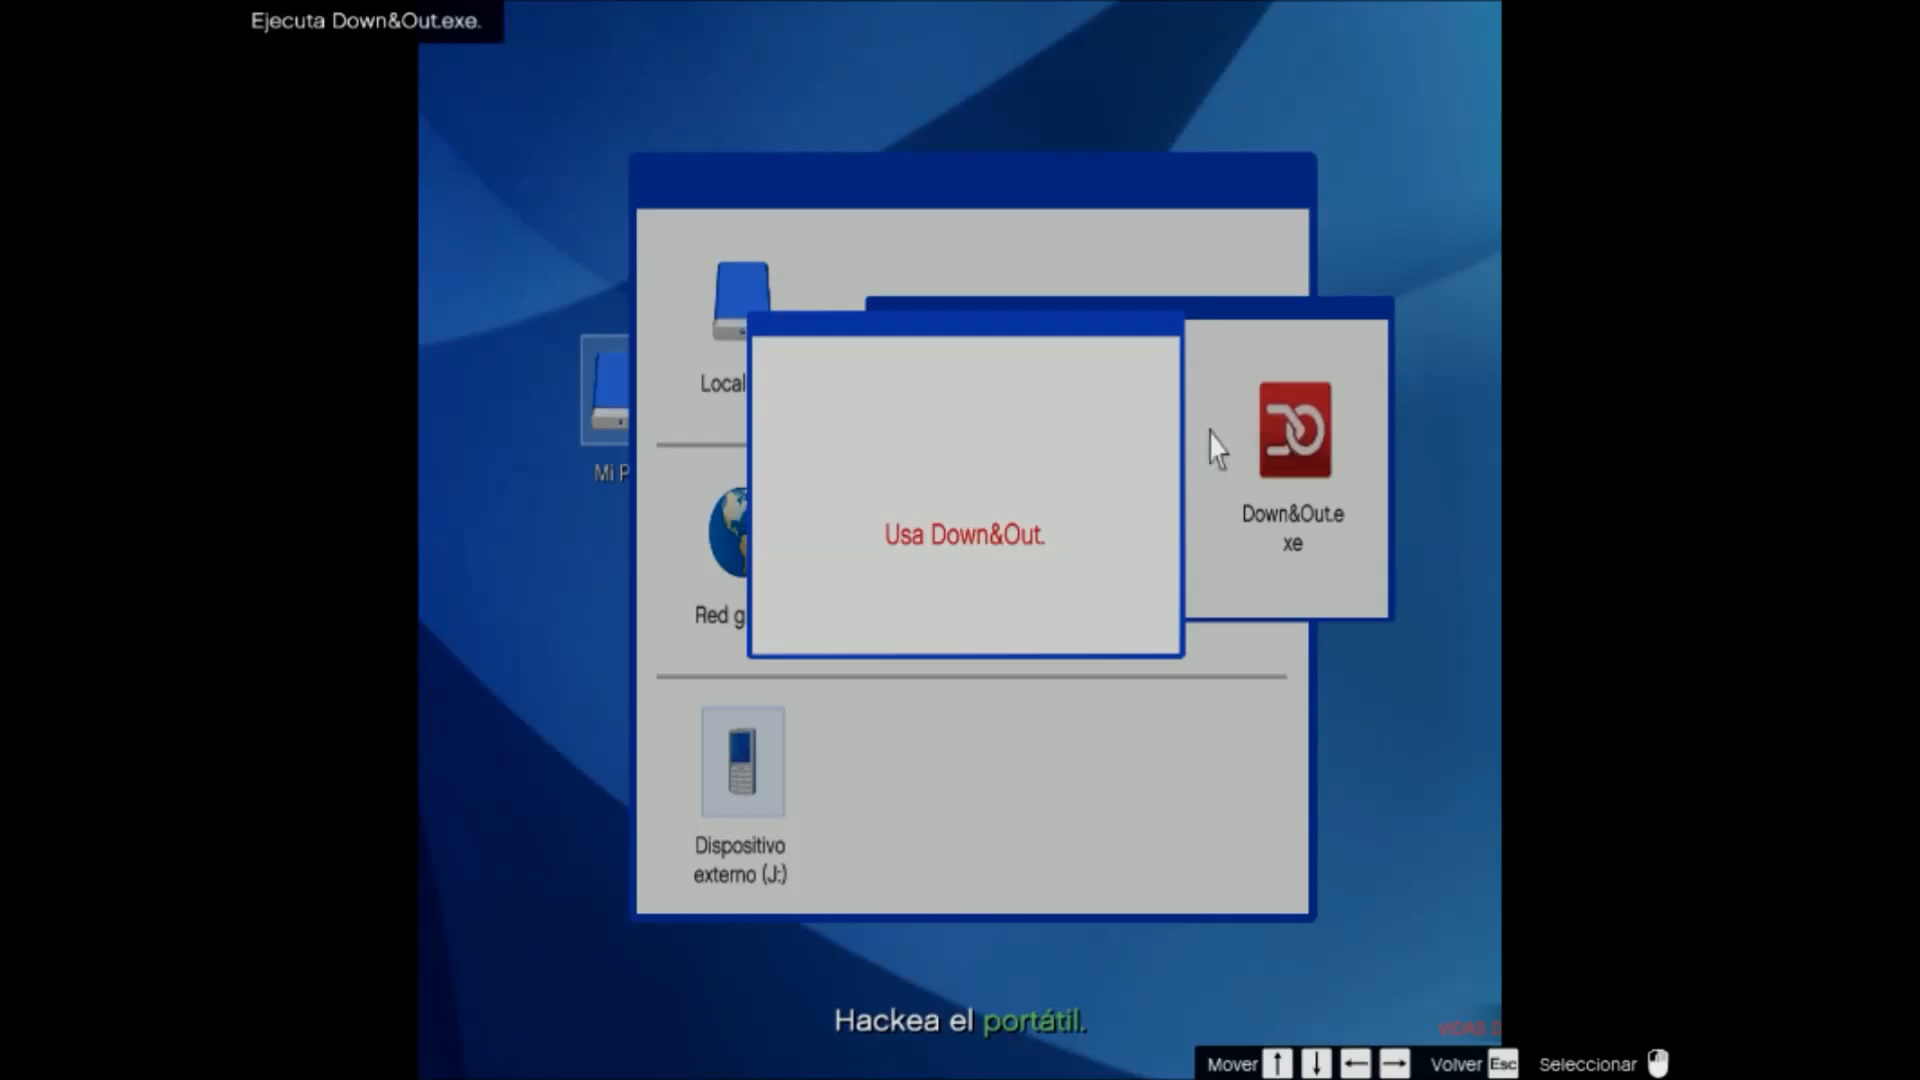 Ejecuta Down&Out.exe.
Local
Mi P
Usa Down&Out.
Down&Out.e
xe
Red g
Dispositivo
externo (J:)
Hackea el portátil.
VIDAS
Mover ↑ ↓ ← → Volver Esc Seleccionar